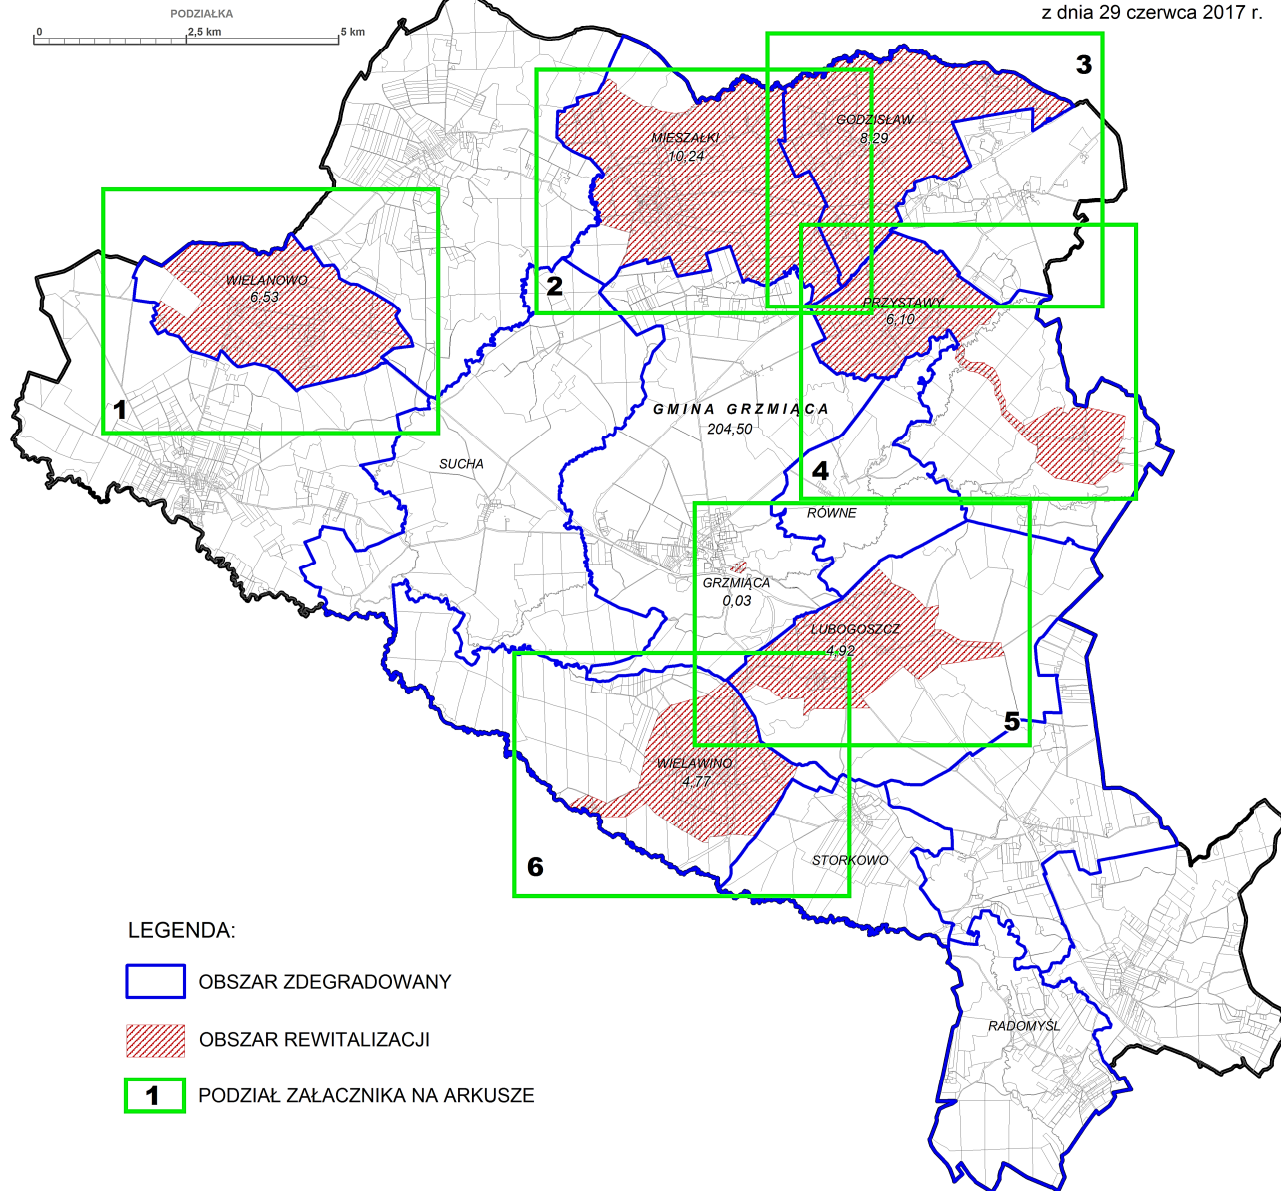 PODZIAŁKA
0 2,5 km 5 km
z dnia 29 czerwca 2017 r.
3
MIESZAŁKI
10,24
GODZISŁAW
8,29
WIELANOWO
6,53
2
PRZYSTAWY
6,10
1
GMINA GRZMIĄCA
204,50
SUCHA
4
RÓWNE
GRZMIĄCA
0,03
LUBOGOSZCZ
4,92
5
WIELAWINO
4,77
6
STORKOWO
RADOMYŚL
LEGENDA:
OBSZAR ZDEGRADOWANY
OBSZAR REWITALIZACJI
1 PODZIAŁ ZAŁACZNIKA NA ARKUSZE